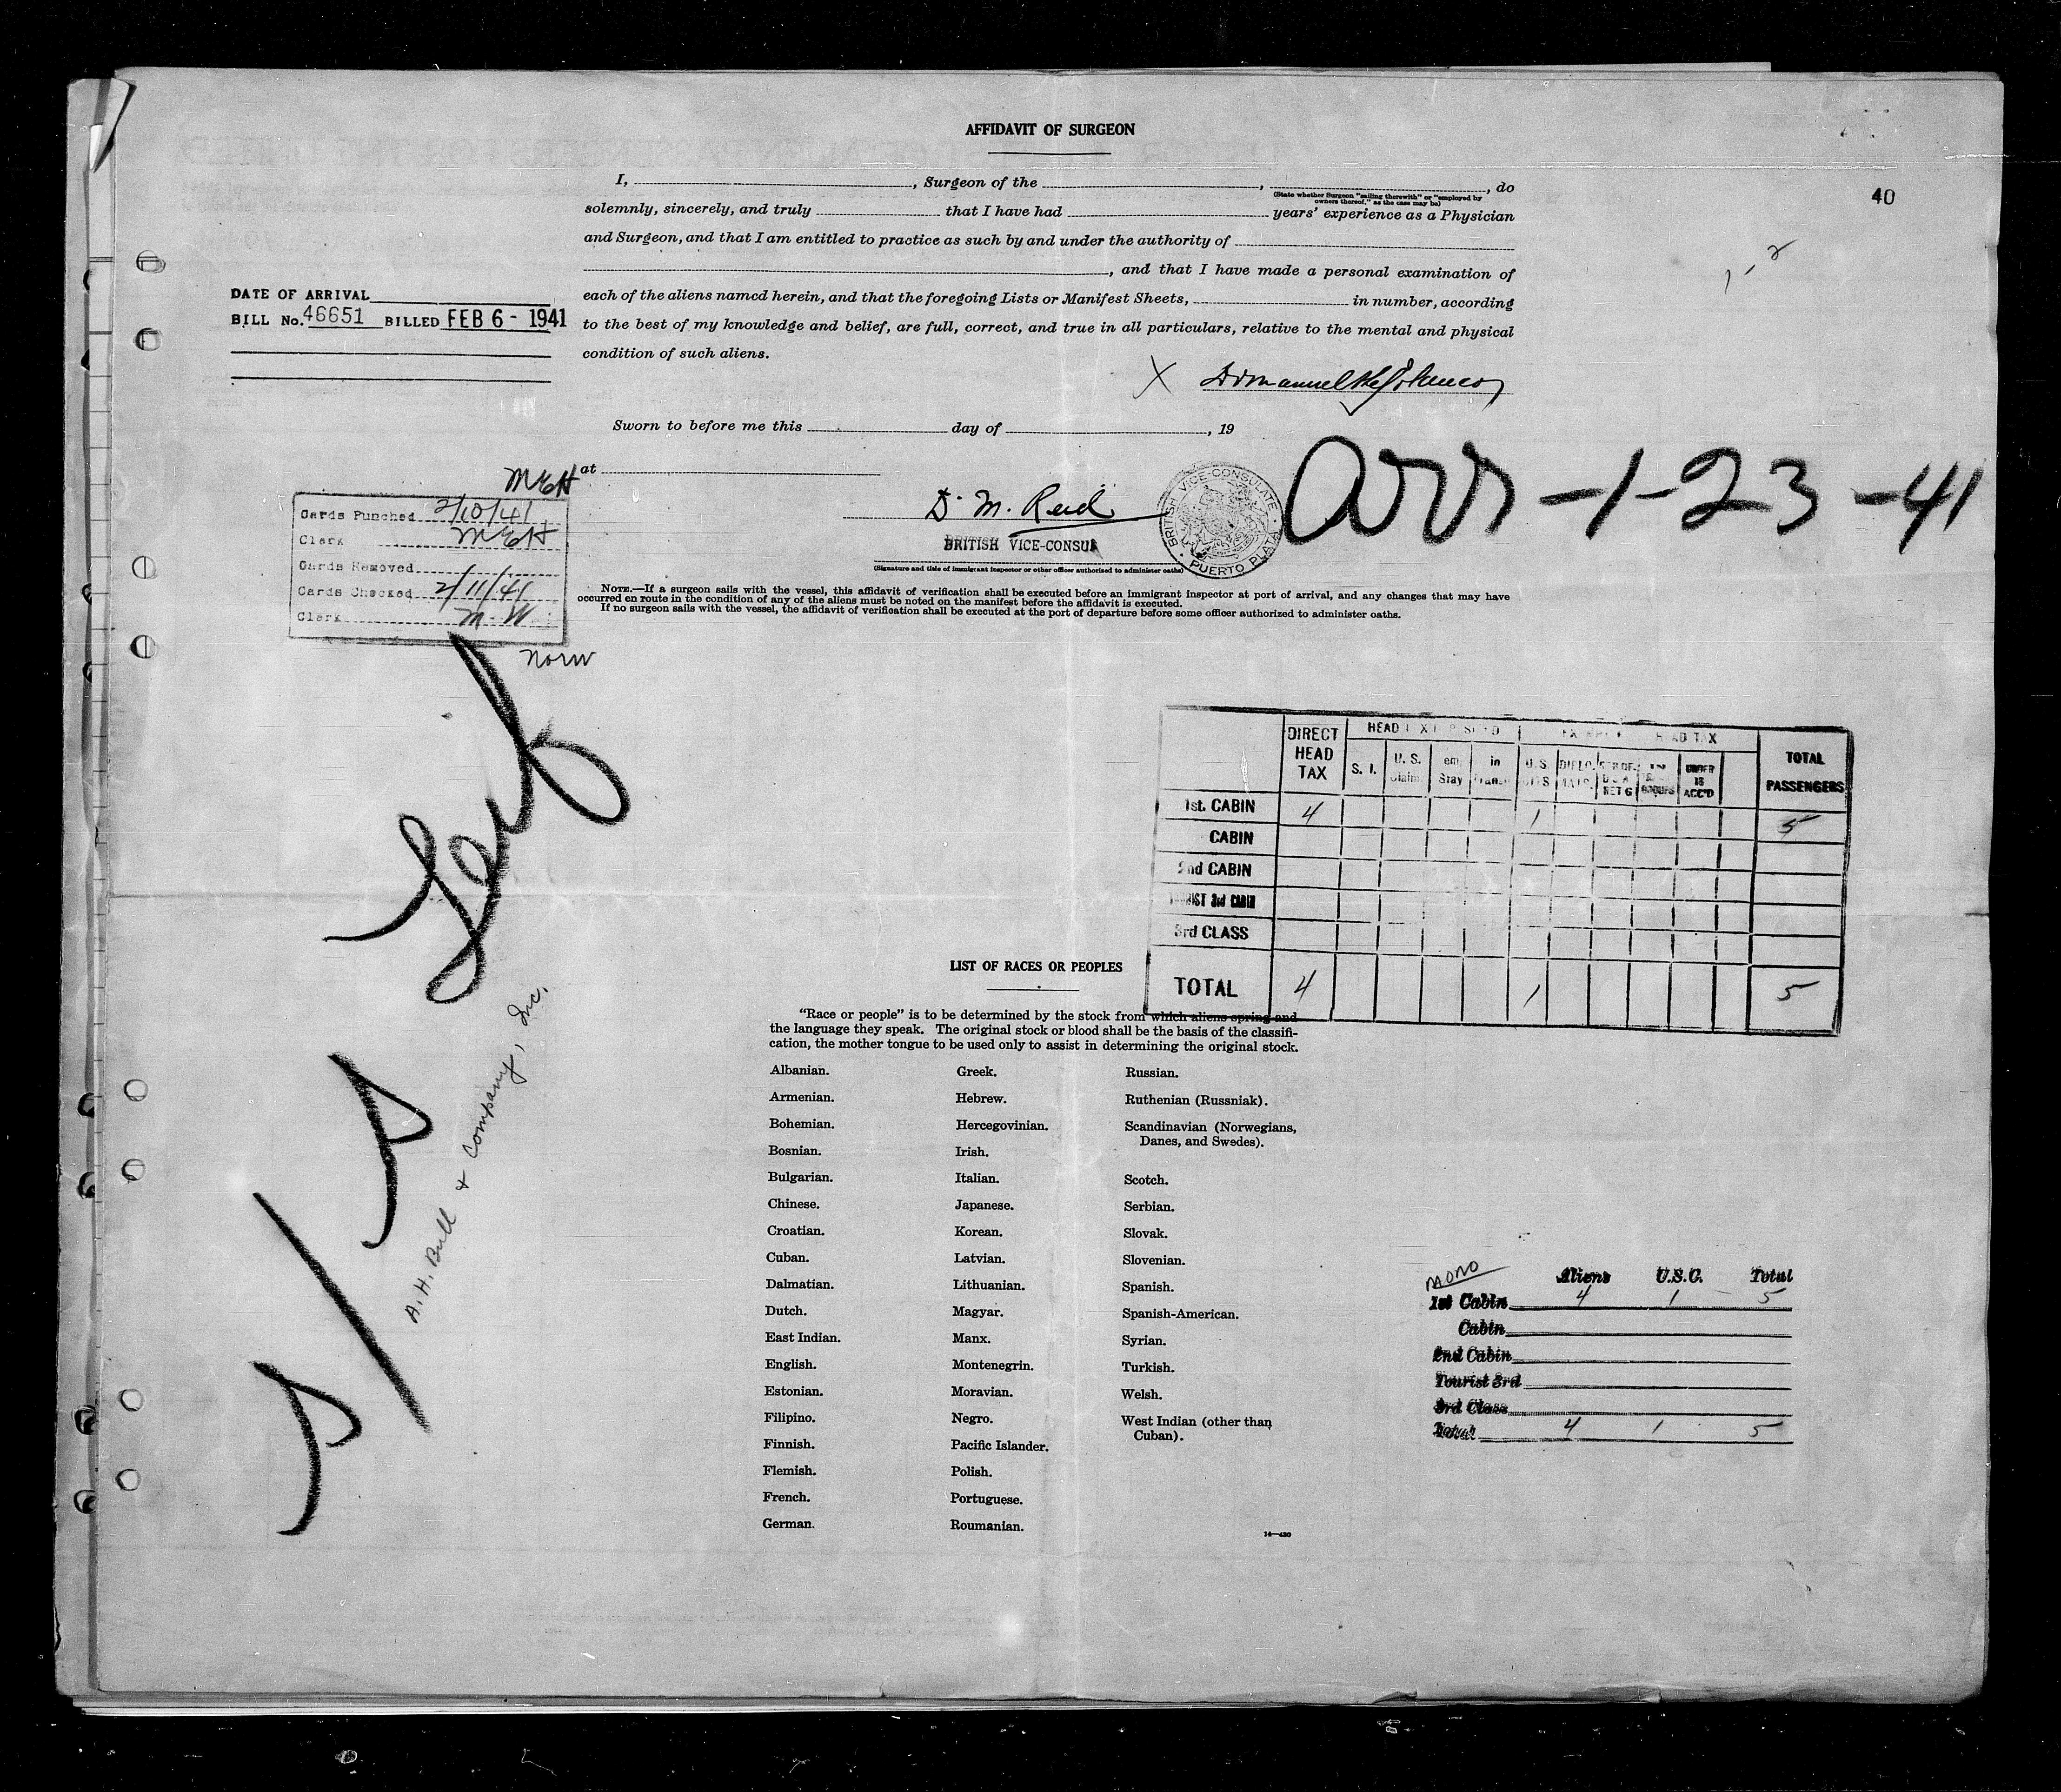 AFFIDAVIT OF SURGEON
40
I, , Surgeon of the , , do
(State whether Surgeon "sailing therewith" or "employed by
owners thereof," as the case may be)
solemnly, sincerely, and truly that I have had years' experience as a Physician
and Surgeon, and that I am entitled to practice as such by and under the authority of
, and that I have made a personal examination of
each of the aliens named herein, and that the foregoing Lists or Manifest Sheets, in number, according
to the best of my knowledge and belief, are full, correct, and true in all particulars, relative to the mental and physical
condition of such aliens.
DATE OF ARRIVAL
BILL No. 46651 BILLED FEB 6 - 1941
X
Sworn to before me this day of , 19
at
MEH
Cards Punched 2/10/41
Clerk MEH
Cards Removed
Cards Checked 2/11/41
Clerk M. W.
Norw
D. M. Reid
BRITISH VICE-CONSUL
BRITISH VICE-CONSULATE PUERTO PLATA
Arr-1-23-41
(Signature and title of immigrant inspector or other officer authorized to administer oaths)
NOTE.—If a surgeon sails with the vessel, this affidavit of verification shall be executed before an immigrant inspector at port of arrival, and any changes that may have
occurred en route in the condition of any of the aliens must be noted on the manifest before the affidavit is executed.
If no surgeon sails with the vessel, the affidavit of verification shall be executed at the port of departure before some officer authorized to administer oaths.
S/S Leif
A. H. Bull & Company, Inc.
DIRECT HEAD TAX
S. I.
U. S. Claim
in Trans
U.S. CITS
UNDER 16 ACC'D
TOTAL PASSENGERS
1st. CABIN 4 1 5
CABIN
2nd CABIN
TOURIST 3rd CABIN
3rd CLASS
TOTAL 4 1 5
LIST OF RACES OR PEOPLES
"Race or people" is to be determined by the stock from which aliens spring and
the language they speak. The original stock or blood shall be the basis of the classifi-
cation, the mother tongue to be used only to assist in determining the original stock.
Albanian.
Armenian.
Bohemian.
Bosnian.
Bulgarian.
Chinese.
Croatian.
Cuban.
Dalmatian.
Dutch.
East Indian.
English.
Estonian.
Filipino.
Finnish.
Flemish.
French.
German.
Greek.
Hebrew.
Hercegovinian.
Irish.
Italian.
Japanese.
Korean.
Latvian.
Lithuanian.
Magyar.
Manx.
Montenegrin.
Moravian.
Negro.
Pacific Islander.
Polish.
Portuguese.
Roumanian.
Russian.
Ruthenian (Russniak).
Scandinavian (Norwegians,
Danes, and Swedes).
Scotch.
Serbian.
Slovak.
Slovenian.
Spanish.
Spanish-American.
Syrian.
Turkish.
Welsh.
West Indian (other than
Cuban).
MONO
Aliens U.S.C. Total
1st Cabin 4 1 5
Cabin
2nd Cabin
Tourist 3rd
3rd Class
Total 4 1 5